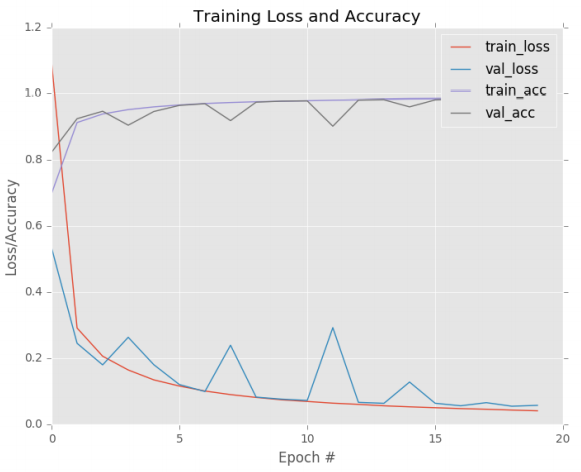 Training Loss and Accuracy
1.2
1.0
0.8
0.6
0.4
0.2
0.0
Loss/Accuracy
train_loss
val_loss
train_acc
val_acc
0
5
10
15
20
Epoch #